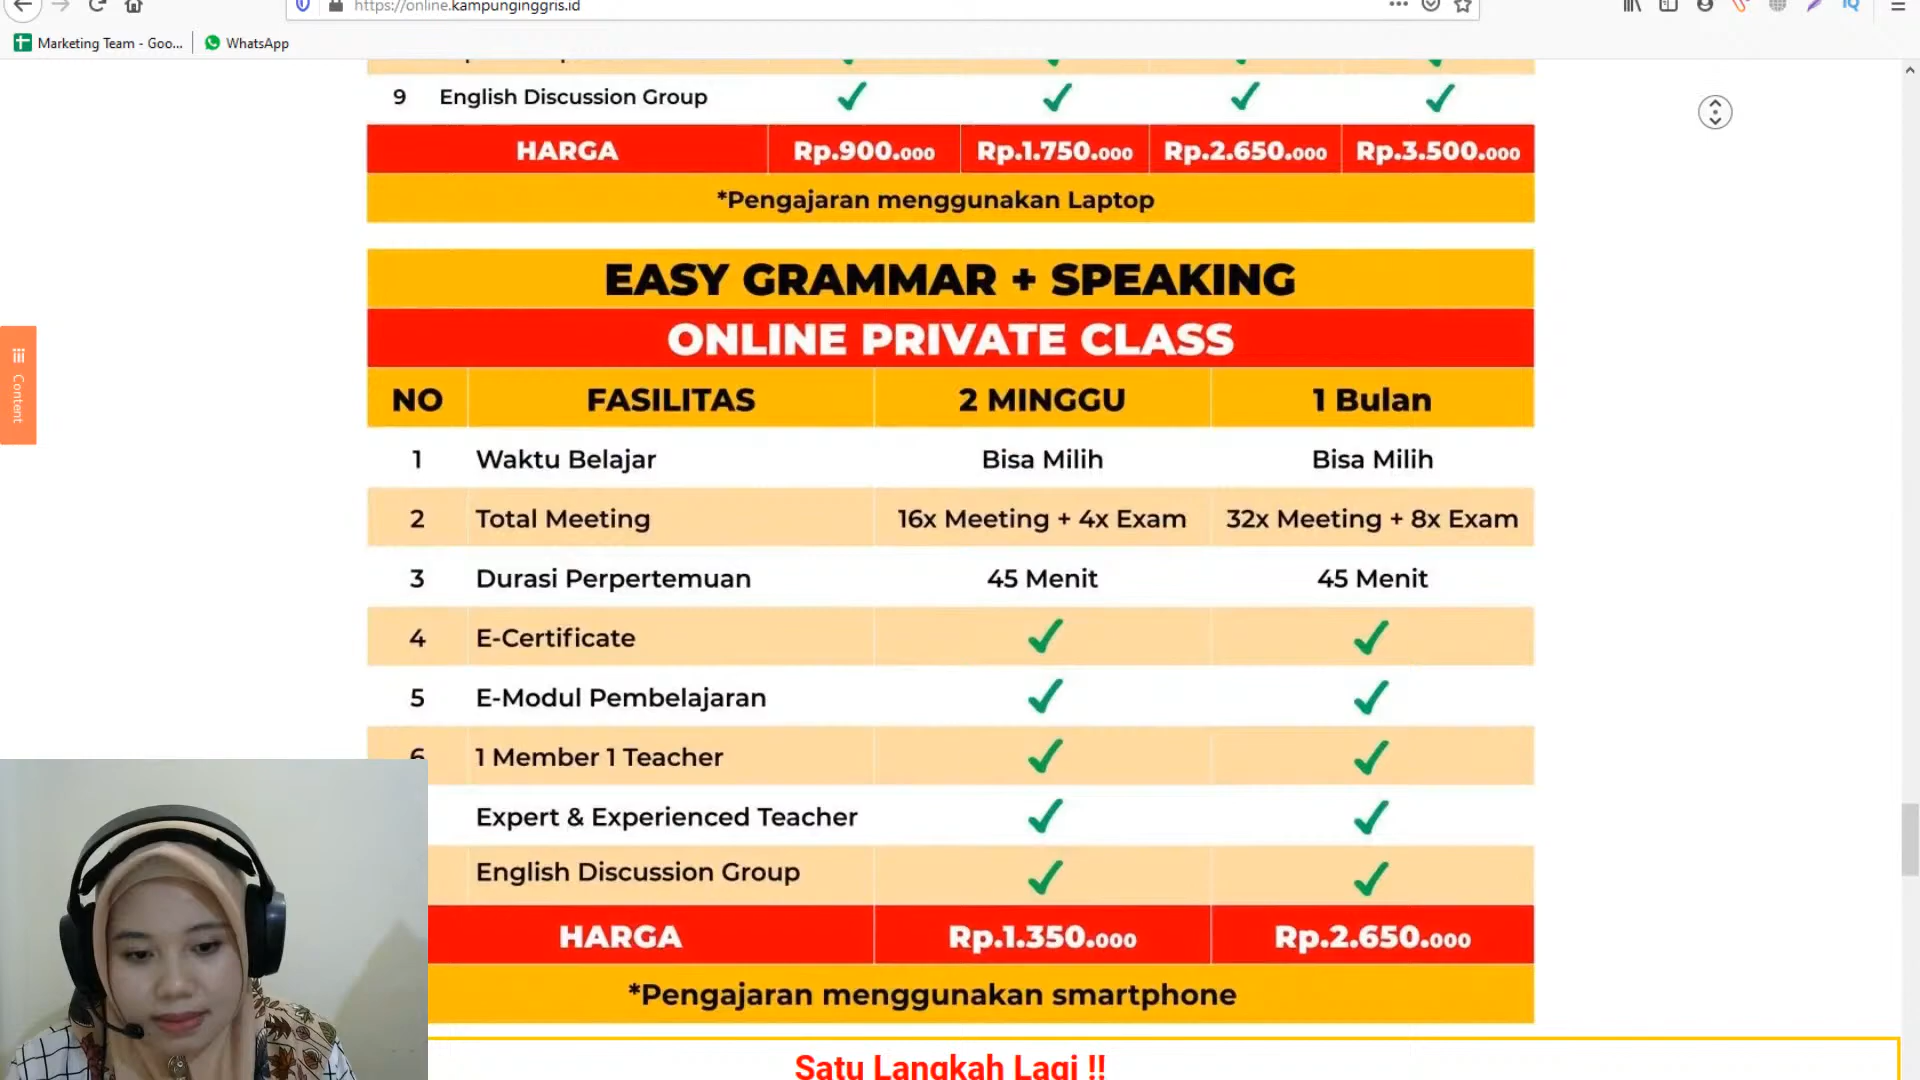 https://online.kampunginggris.id
Marketing Team - Goo...
WhatsApp
9 English Discussion Group
HARGA Rp.900.000 Rp.1.750.000 Rp.2.650.000 Rp.3.500.000
*Pengajaran menggunakan Laptop
EASY GRAMMAR + SPEAKING
ONLINE PRIVATE CLASS
NO FASILITAS 2 MINGGU 1 Bulan
1 Waktu Belajar Bisa Milih Bisa Milih
2 Total Meeting 16x Meeting + 4x Exam 32x Meeting + 8x Exam
3 Durasi Perpertemuan 45 Menit 45 Menit
Content
4 E-Certificate
5 E-Modul Pembelajaran
6 1 Member 1 Teacher
Expert & Experienced Teacher
English Discussion Group
HARGA Rp.1.350.000 Rp.2.650.000
*Pengajaran menggunakan smartphone
Satu Langkah Lagi !!